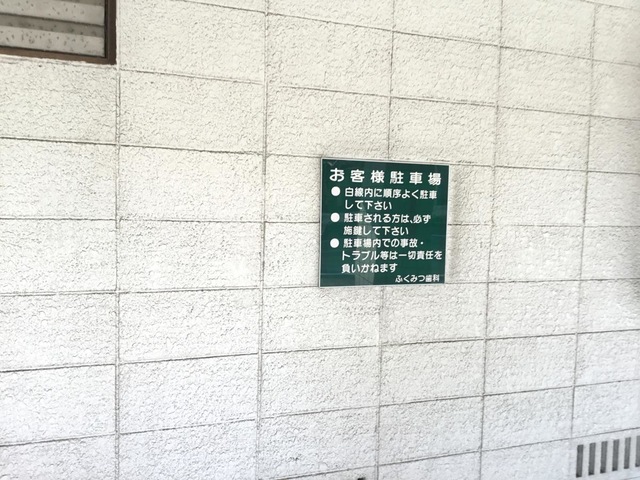 お客様駐車場
● 白線内に順序よく駐車
して下さい
● 駐車される方は、必ず
施鍵して下さい
● 駐車場内での事故・
トラブル等は一切責任を
負いかねます
ふくみつ歯科